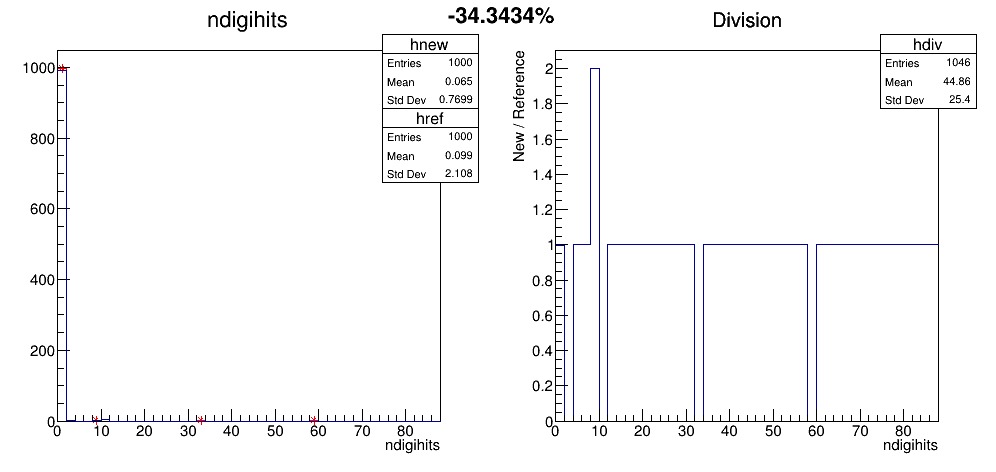 -34.3434%
ndigihits
hnew
Entries 1000
Mean 0.065
Std Dev 0.7699
href
Entries 1000
Mean 0.099
Std Dev 2.108
1000
800
600
400
200
0
0 10 20 30 40 50 60 70 80
ndigihits
Division
hdiv
Entries 1046
Mean 44.86
Std Dev 25.4
New / Reference
2
1.8
1.6
1.4
1.2
1
0.8
0.6
0.4
0.2
0
0 10 20 30 40 50 60 70 80
ndigihits